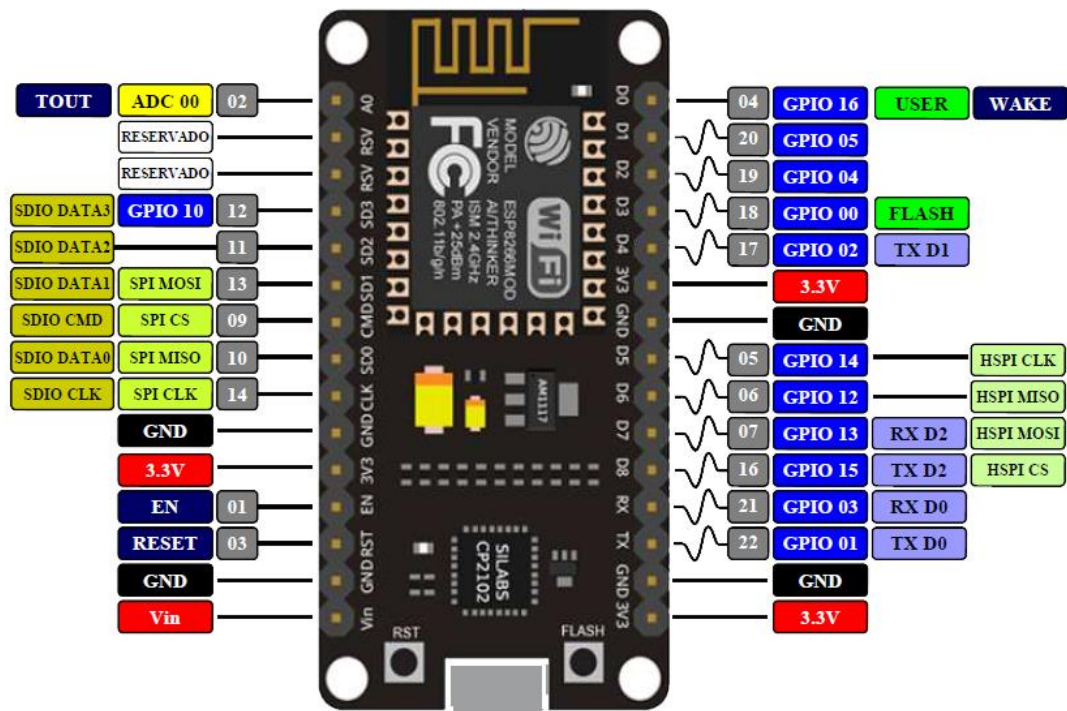 TOUT ADC 00 02 A0 D0 04 GPIO 16 USER WAKE
RESERVADO RSV D1 20 GPIO 05
RESERVADO RSV D2 19 GPIO 04
SDIO DATA3 GPIO 10 12 SD3 D3 18 GPIO 00 FLASH
SDIO DATA2 11 SD2 D4 17 GPIO 02 TX D1
SDIO DATA1 SPI MOSI 13 SD1 3V3 3.3V
SDIO CMD SPI CS 09 CMD GND GND
SDIO DATA0 SPI MISO 10 SD0 D5 05 GPIO 14 HSPI CLK
SDIO CLK SPI CLK 14 CLK D6 06 GPIO 12 HSPI MISO
GND GND D7 07 GPIO 13 RX D2 HSPI MOSI
3.3V 3V3 D8 16 GPIO 15 TX D2 HSPI CS
EN 01 EN RX 21 GPIO 03 RX D0
RESET 03 RST TX 22 GPIO 01 TX D0
GND GND GND GND
Vin Vin 3V3 3.3V
MODEL ESP8266MOD
VENDOR AI/THINKER
ISM 2.4GHz
PA +25dBm
802.11b/g/n
FC
Wi Fi
AM1117
SILABS
CP2102
RST FLASH